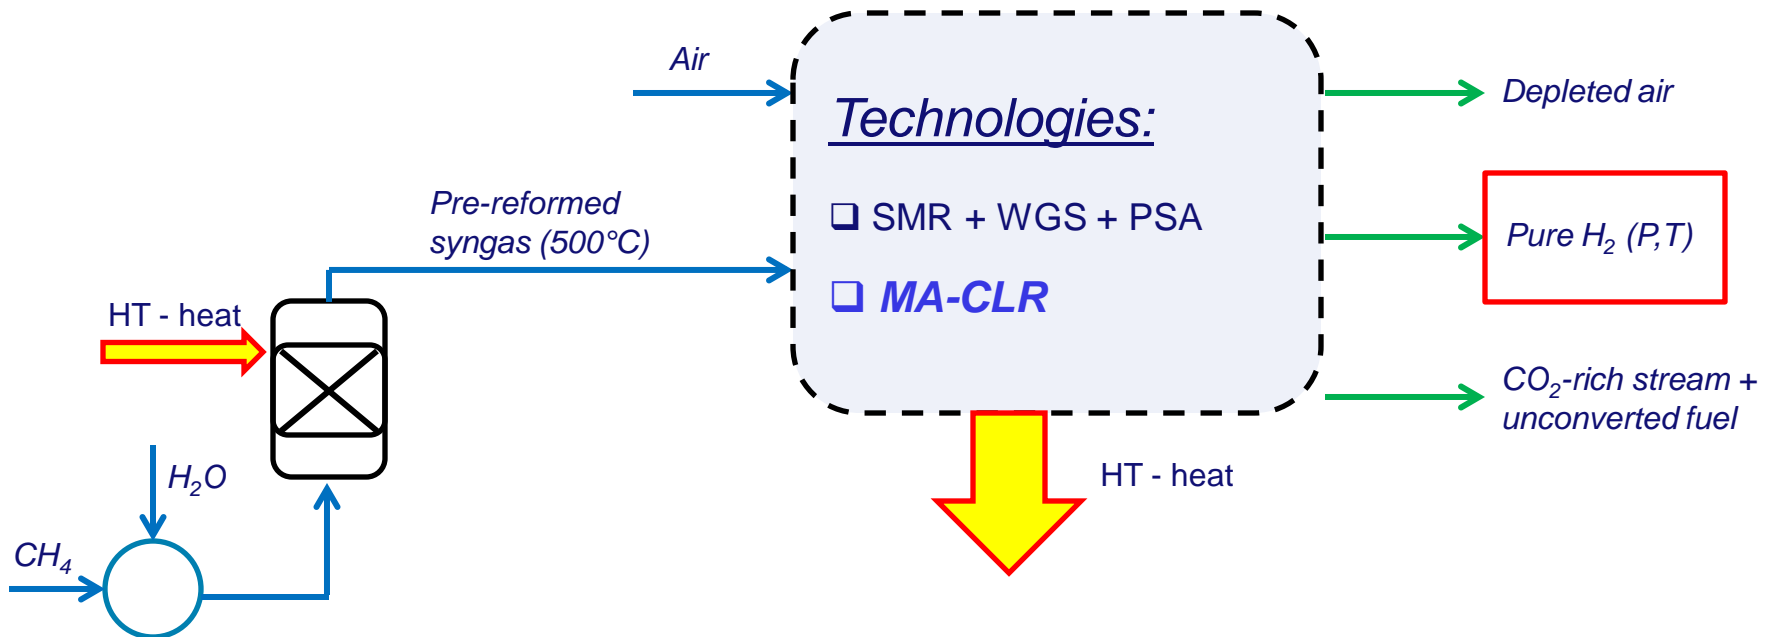 Air
Technologies:
SMR + WGS + PSA
MA-CLR
Depleted air
Pure H₂ (P,T)
CO₂-rich stream +
unconverted fuel
Pre-reformed
syngas (500°C)
HT - heat
H₂O
CH₄
HT - heat